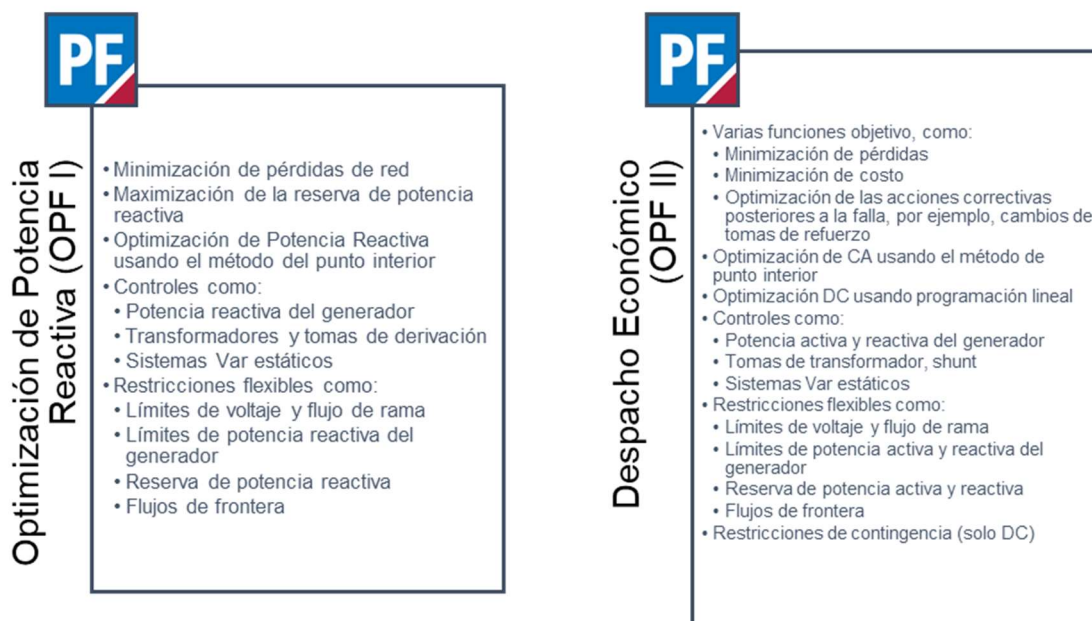 PF
Optimización de Potencia
Reactiva (OPF I)
• Minimización de pérdidas de red
• Maximización de la reserva de potencia
reactiva
• Optimización de Potencia Reactiva
usando el método del punto interior
• Controles como:
• Potencia reactiva del generador
• Transformadores y tomas de derivación
• Sistemas Var estáticos
• Restricciones flexibles como:
• Límites de voltaje y flujo de rama
• Límites de potencia reactiva del
generador
• Reserva de potencia reactiva
• Flujos de frontera
PF
Despacho Económico
(OPF II)
• Varias funciones objetivo, como:
• Minimización de pérdidas
• Minimización de costo
• Optimización de las acciones correctivas
posteriores a la falla, por ejemplo, cambios de
tomas de refuerzo
• Optimización de CA usando el método de
punto interior
• Optimización DC usando programación lineal
• Controles como:
• Potencia activa y reactiva del generador
• Tomas de transformador, shunt
• Sistemas Var estáticos
• Restricciones flexibles como:
• Límites de voltaje y flujo de rama
• Límites de potencia activa y reactiva del
generador
• Reserva de potencia activa y reactiva
• Flujos de frontera
• Restricciones de contingencia (solo DC)